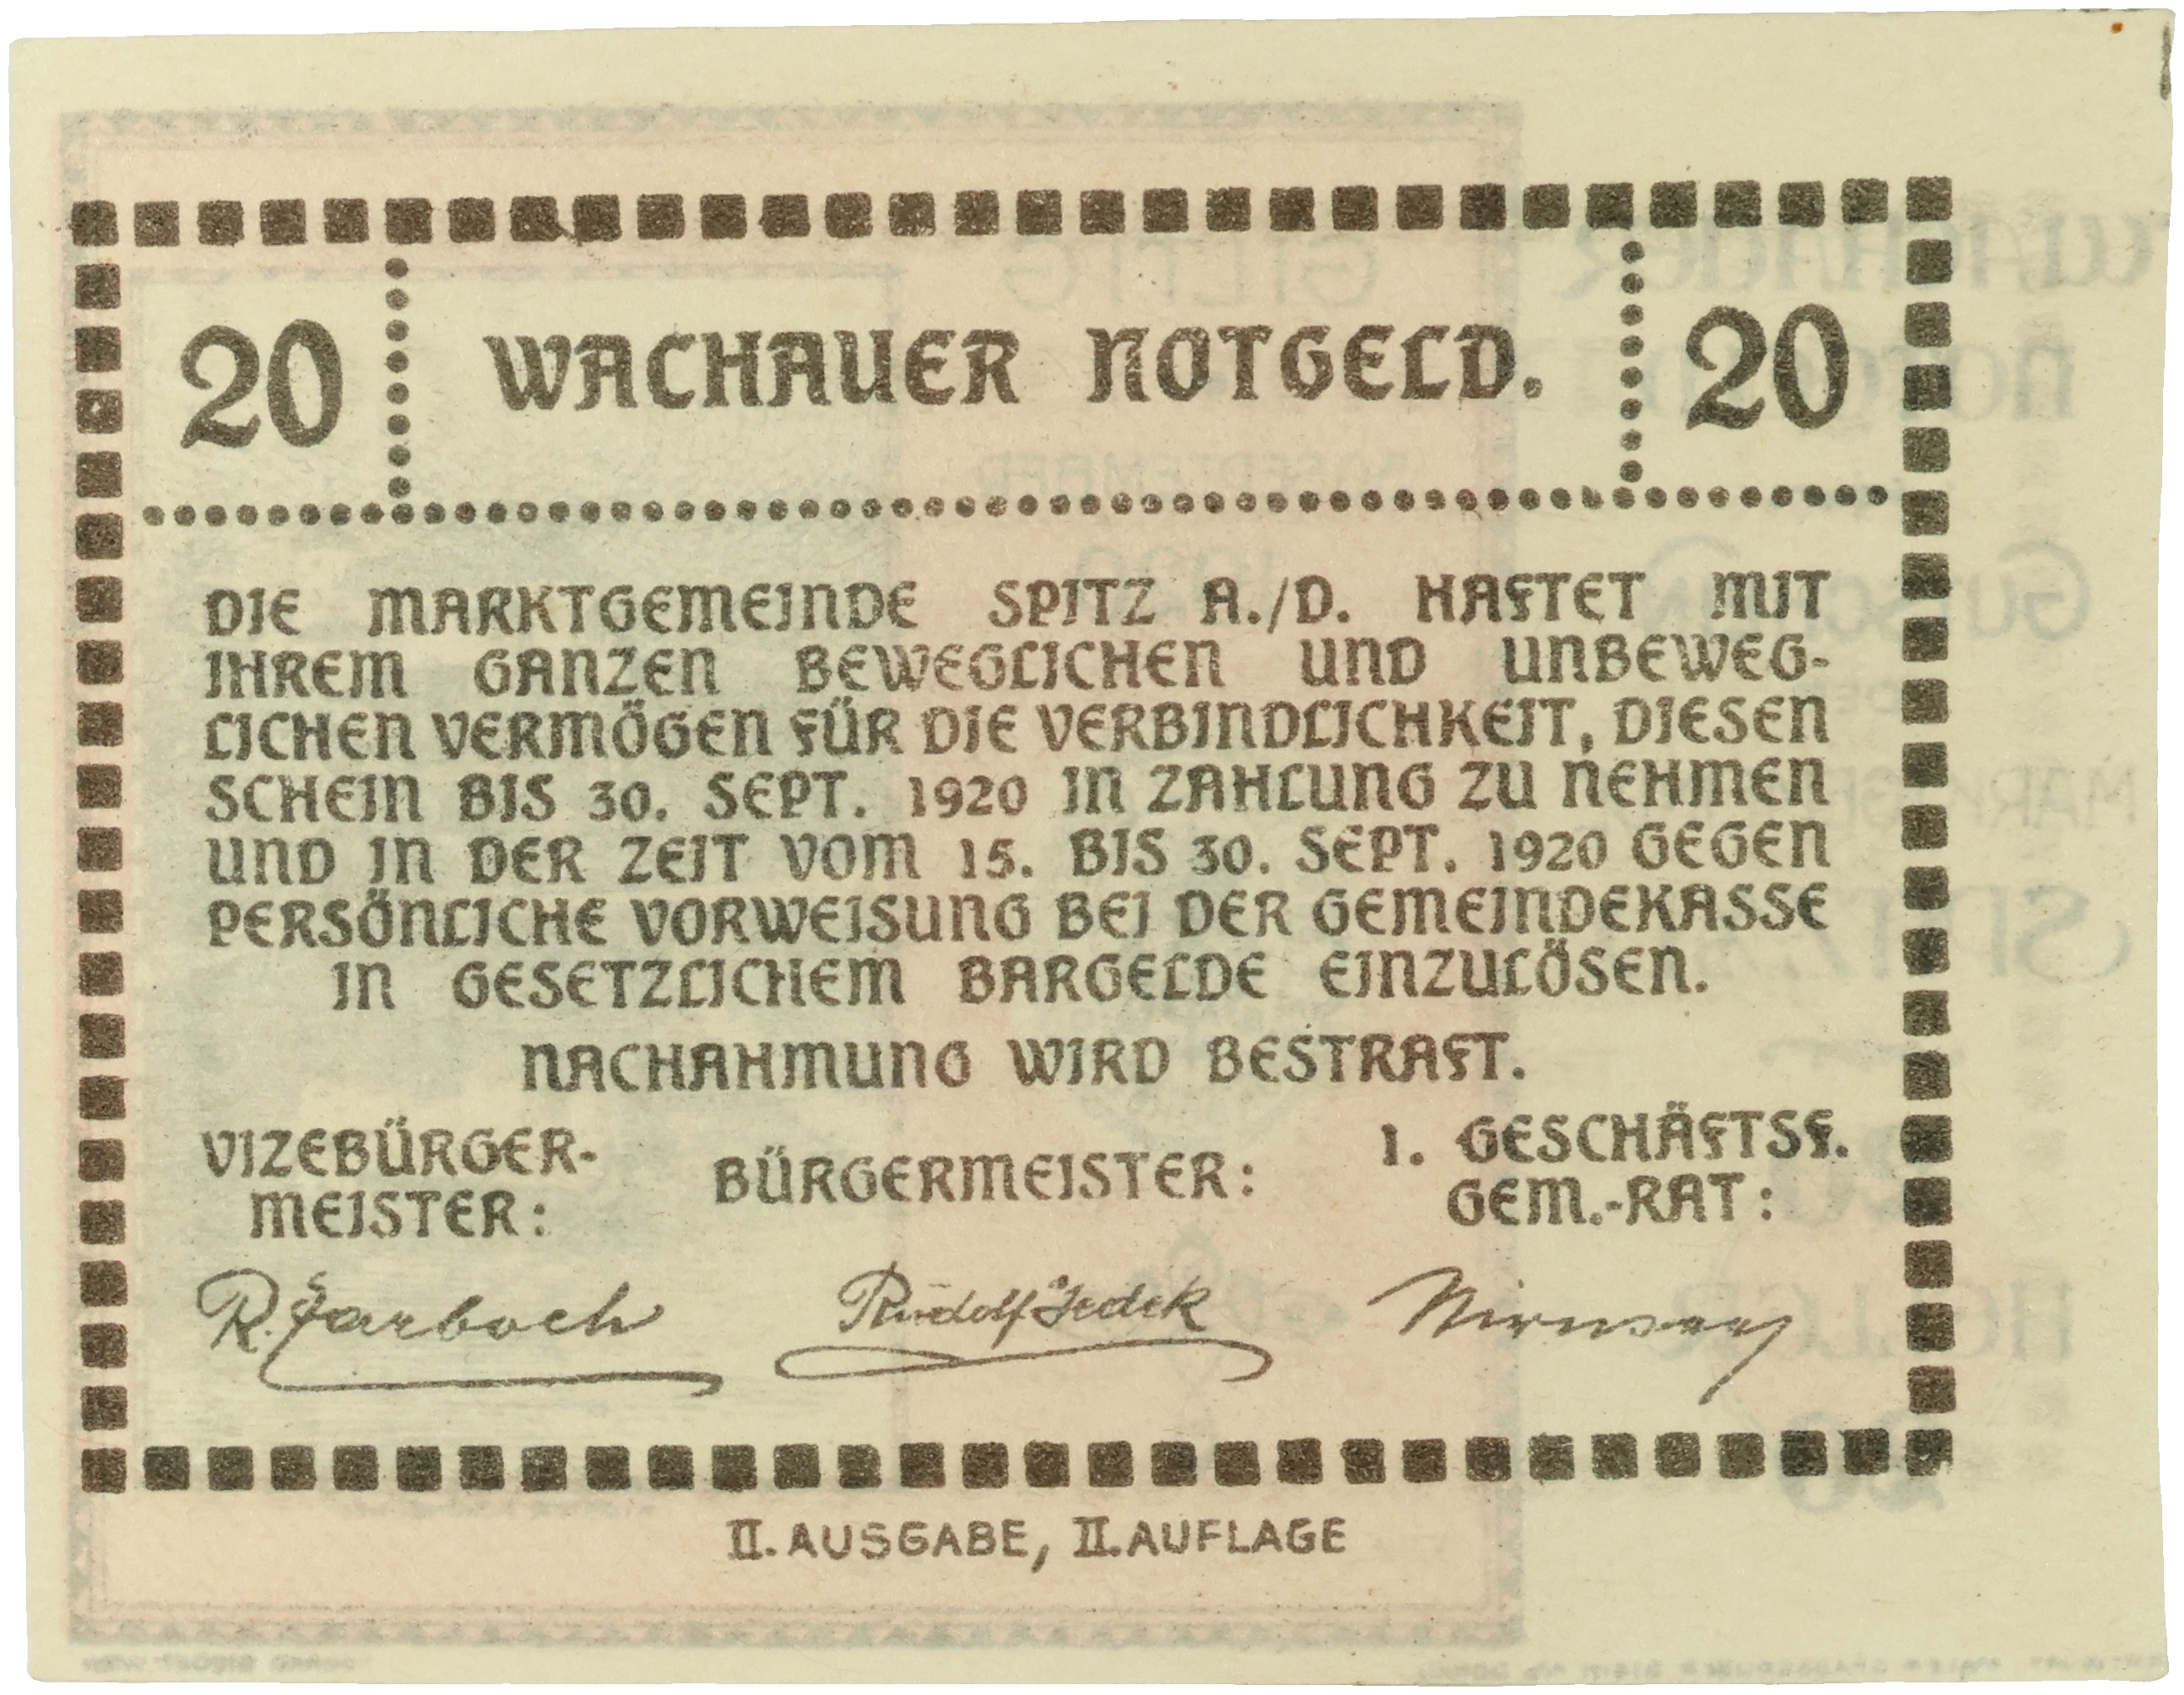 20 WACHAUER NOTGELD. 20
DIE MARKTGEMEINDE SPITZ A./D. HAFTET MIT
IHREM GANZEN BEWEGLICHEN UND UNBEWEG-
LICHEN VERMÖGEN FÜR DIE VERBINDLICHKEIT, DIESEN
SCHEIN BIS 30. SEPT. 1920 IN ZAHLUNG ZU NEHMEN
UND IN DER ZEIT VOM 15. BIS 30. SEPT. 1920 GEGEN
PERSÖNLICHE VORWEISUNG BEI DER GEMEINDEKASSE
IN GESETZLICHEM BARGELDE EINZULÖSEN.
NACHAHMUNG WIRD BESTRAFT.
VIZEBÜRGER-
MEISTER:
BÜRGERMEISTER:
1. GESCHÄFTSF.
GEM.-RAT:
Rudolf Jedek
II. AUSGABE, II. AUFLAGE